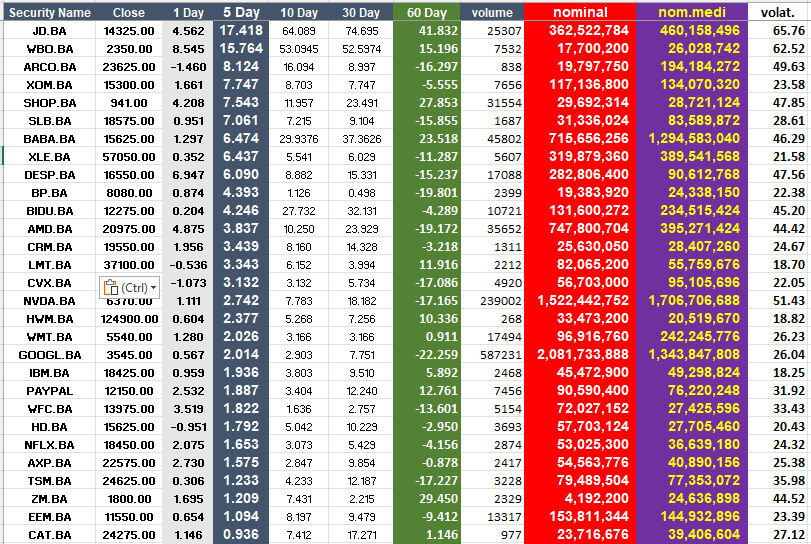 Security Name Close 1 Day 5 Day 10 Day 30 Day 60 Day volume nominal nom.medi volat.
JD.BA 14325.00 4.562 17.418 64.089 74.695 41.832 25307 362,522,784 460,158,496 65.76
WBO.BA 2350.00 8.545 15.764 53.0945 52.5974 15.196 7532 17,700,200 26,028,742 62.52
ARCO.BA 23625.00 -1.460 8.124 16.094 8.997 -16.297 838 19,797,750 194,184,272 49.63
XOM.BA 15300.00 1.661 7.747 8.703 7.747 -5.555 7656 117,136,800 134,070,320 23.58
SHOP.BA 941.00 4.208 7.543 11.957 23.491 27.853 31554 29,692,314 28,721,124 47.85
SLB.BA 18575.00 0.951 7.061 7.215 9.104 -15.855 1687 31,336,024 83,589,872 28.61
BABA.BA 15625.00 1.297 6.474 29.9376 37.3626 23.518 45802 715,656,256 1,294,583,040 46.29
XLE.BA 57050.00 0.352 6.437 5.541 6.029 -11.287 5607 319,879,360 389,541,568 21.58
DESP.BA 16550.00 6.947 6.090 8.882 15.331 -15.237 17088 282,806,400 90,612,768 47.56
BP.BA 8080.00 0.874 4.393 1.126 0.498 -19.801 2399 19,383,920 24,338,150 22.38
BIDU.BA 12275.00 0.204 4.246 27.732 32.131 -4.289 10721 131,600,272 234,515,424 45.20
AMD.BA 20975.00 4.875 3.837 10.250 23.929 -19.172 35652 747,800,704 395,271,424 44.42
CRM.BA 19550.00 1.956 3.439 8.160 14.328 -3.218 1311 25,630,050 28,407,260 24.67
LMT.BA 37100.00 -0.536 3.343 6.152 3.994 11.916 2212 82,065,200 55,759,676 18.70
CVX.BA -1.073 3.132 3.132 5.734 -17.086 4920 56,703,000 95,105,696 22.05
(Ctrl)
NVDA.BA 6370.00 1.111 2.742 7.783 18.182 -17.165 239002 1,522,442,752 1,706,706,688 51.43
HWM.BA 124900.00 0.604 2.377 5.268 7.256 10.336 268 33,473,200 20,519,670 18.82
WMT.BA 5540.00 1.280 2.026 3.166 3.166 0.911 17494 96,916,760 242,245,776 26.23
GOOGL.BA 3545.00 0.567 2.014 2.903 7.751 -22.259 587231 2,081,733,888 1,343,847,808 26.04
IBM.BA 18425.00 0.959 1.936 3.803 9.510 5.892 2468 45,472,900 49,298,824 18.25
PAYPAL 12150.00 2.532 1.887 3.404 12.240 12.761 7456 90,590,400 76,220,248 31.92
WFC.BA 13975.00 3.519 1.822 1.636 2.757 -13.601 5154 72,027,152 27,425,596 33.43
HD.BA 15625.00 -0.951 1.792 5.042 10.229 -2.950 3693 57,703,124 27,705,460 20.43
NFLX.BA 18450.00 2.075 1.653 3.073 5.429 -4.156 2874 53,025,300 36,639,180 24.32
AXP.BA 22575.00 2.730 1.575 2.847 9.854 -0.878 2417 54,563,776 40,890,156 25.38
TSM.BA 24625.00 0.306 1.233 4.233 12.187 -17.227 3228 79,489,504 77,353,072 35.98
ZM.BA 1800.00 1.695 1.209 7.431 2.215 29.450 2329 4,192,200 24,636,898 44.52
EEM.BA 11550.00 0.654 1.094 8.197 9.479 -9.412 13317 153,811,344 144,932,896 23.39
CAT.BA 24275.00 1.146 0.936 7.412 17.271 1.146 977 23,716,676 39,406,604 27.12